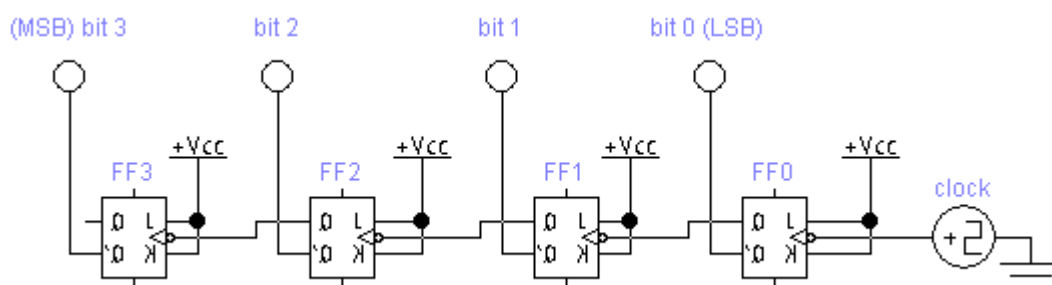 (MSB) bit 3 bit 2 bit 1 bit 0 (LSB)
+Vcc +Vcc +Vcc +Vcc
FF3 FF2 FF1 FF0 clock
Q J Q J Q J Q J
Q' K Q' K Q' K Q' K